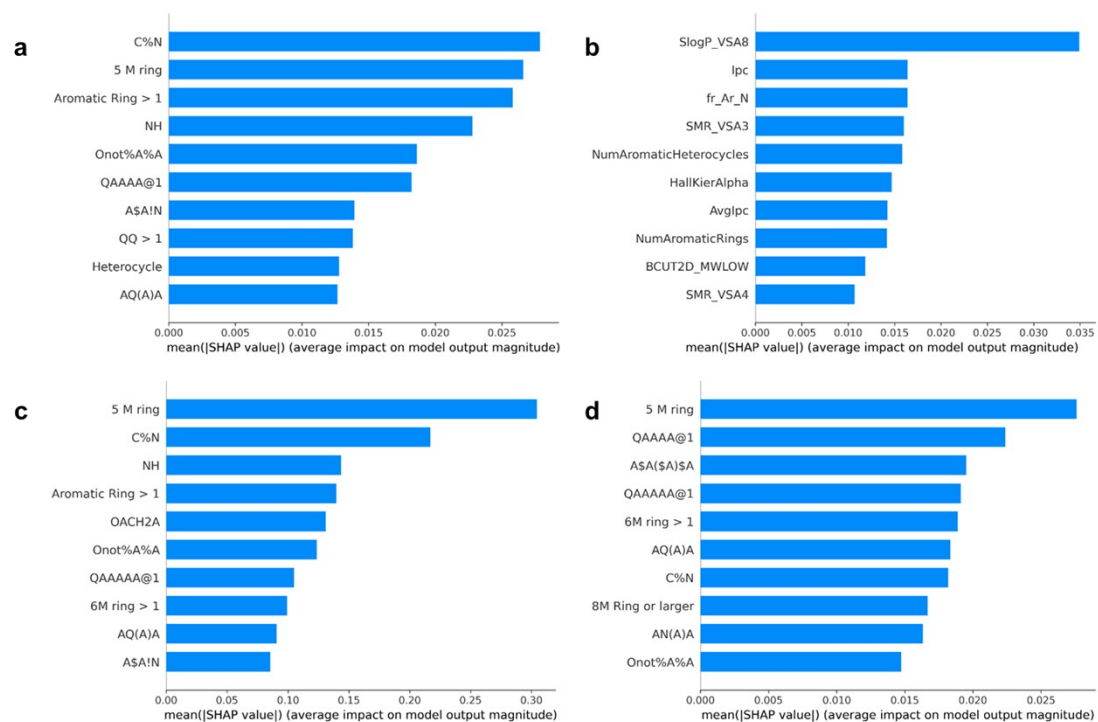 a
C%N
5 M ring
Aromatic Ring > 1
NH
Onot%A%A
QAAAA@1
A$A!N
QQ > 1
Heterocycle
AQ(A)A
0.000 0.005 0.010 0.015 0.020 0.025
mean(|SHAP value|) (average impact on model output magnitude)
b
SlogP_VSA8
Ipc
fr_Ar_N
SMR_VSA3
NumAromaticHeterocycles
HallKierAlpha
AvgIpc
NumAromaticRings
BCUT2D_MWLOW
SMR_VSA4
0.000 0.005 0.010 0.015 0.020 0.025 0.030 0.035
mean(|SHAP value|) (average impact on model output magnitude)
c
5 M ring
C%N
NH
Aromatic Ring > 1
OACH2A
Onot%A%A
QAAAAA@1
6M ring > 1
AQ(A)A
A$A!N
0.00 0.05 0.10 0.15 0.20 0.25 0.30
mean(|SHAP value|) (average impact on model output magnitude)
d
5 M ring
QAAAA@1
A$A($A)$A
QAAAAA@1
6M ring > 1
AQ(A)A
C%N
8M Ring or larger
AN(A)A
Onot%A%A
0.000 0.005 0.010 0.015 0.020 0.025
mean(|SHAP value|) (average impact on model output magnitude)